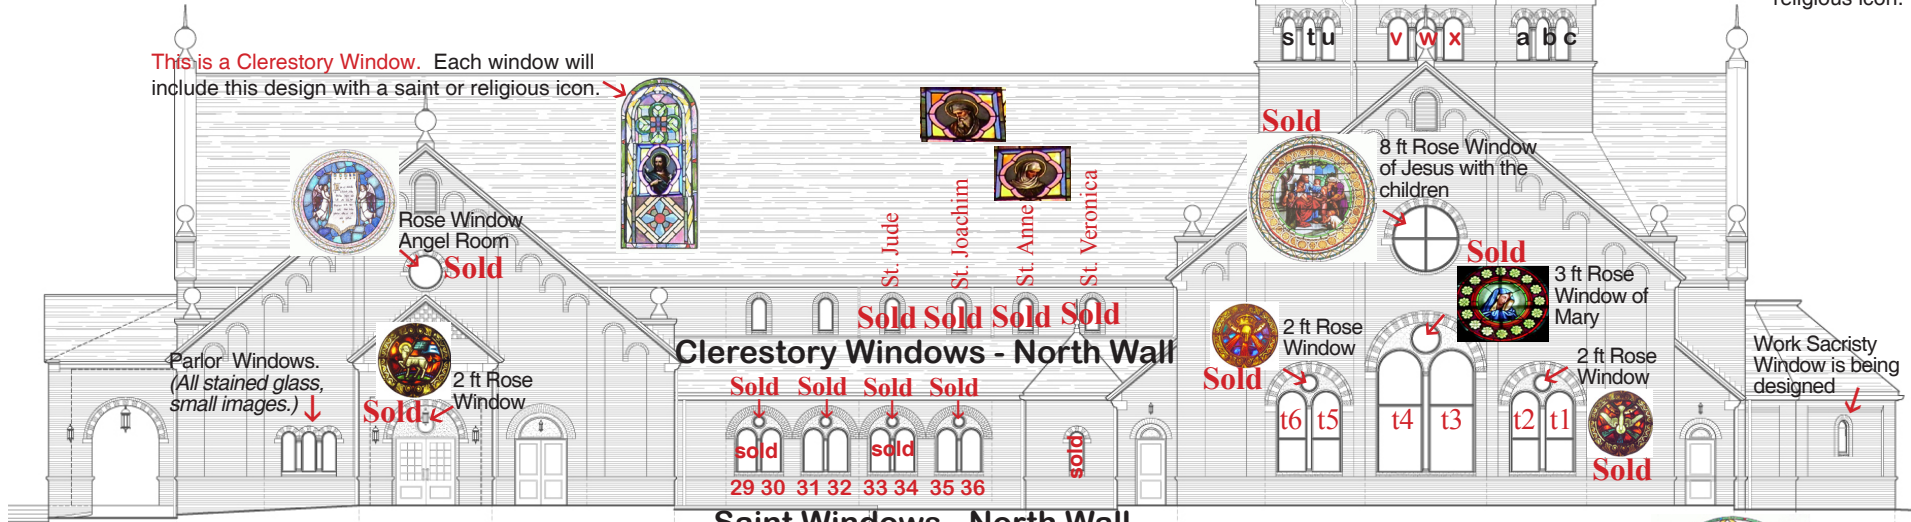 religious icon.
s t u v w x a b c
This is a Clerestory Window. Each window will
include this design with a saint or religious icon.
Sold
8 ft Rose Window
of Jesus with the
children
Rose Window
Angel Room
Sold
St. Jude
St. Joachim
St. Anne
St. Veronica
Sold
3 ft Rose
Window of
Mary
Sold Sold Sold Sold
2 ft Rose
Window
Sold
Clerestory Windows - North Wall
Parlor Windows.
(All stained glass,
small images.)
2 ft Rose
Window
Sold
Sold Sold Sold Sold
2 ft Rose
Window
Sold
Work Sacristy
Window is being
designed
t6 t5 t4 t3 t2 t1
sold sold sold
29 30 31 32 33 34 35 36
Saint Windows - North Wall